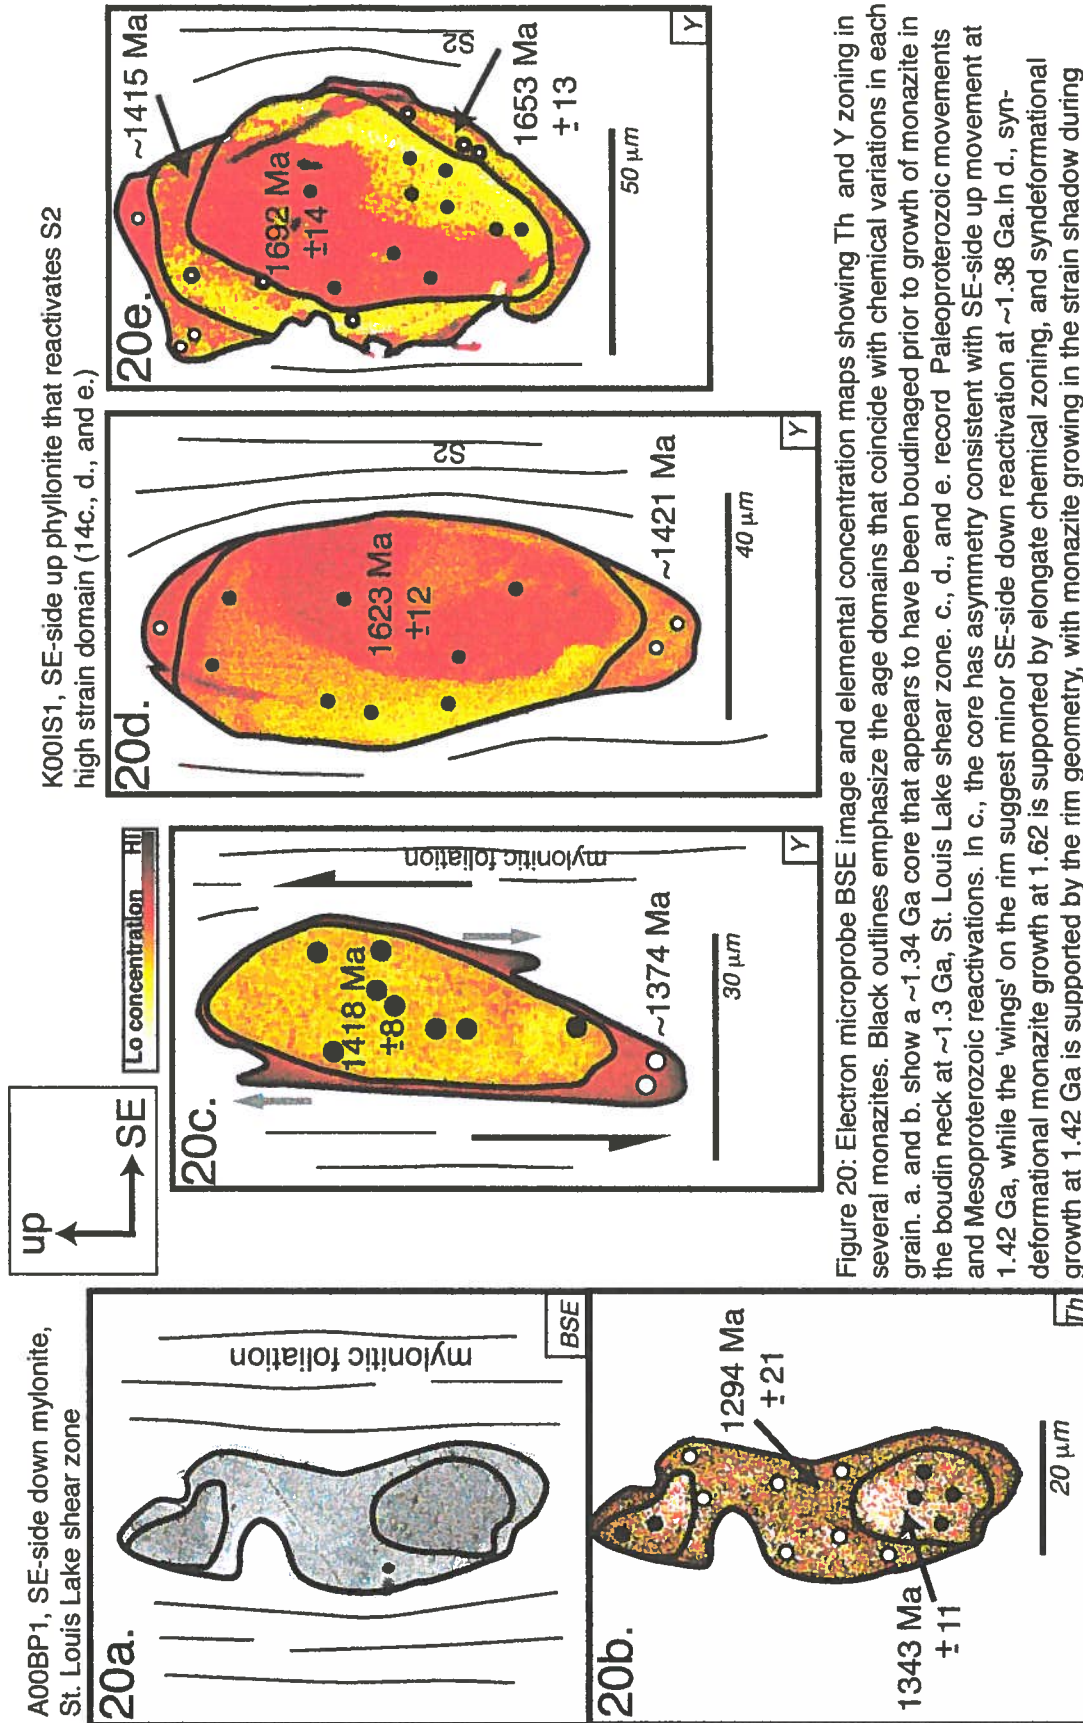 A00BP1, SE-side down mylonite,
St. Louis Lake shear zone
20a.
mylonitic foliation
BSE
20b.
1294 Ma
±21
1343 Ma
±11
20 µm
Th
up
SE
Lo concentration Hi
20c.
1418 Ma
±8
~1374 Ma
mylonitic foliation
30 µm
Y
K00IS1, SE-side up phyllonite that reactivates S2
high strain domain (14c., d., and e.)
20d.
1623 Ma
±12
~1421 Ma
S2
40 µm
Y
20e.
~1415 Ma
1692 Ma
±14
1653 Ma
±13
S2
50 µm
Y
Figure 20: Electron microprobe BSE image and elemental concentration maps showing Th and Y zoning in
several monazites. Black outlines emphasize the age domains that coincide with chemical variations in each
grain. a. and b. show a ~1.34 Ga core that appears to have been boudinaged prior to growth of monazite in
the boudin neck at ~1.3 Ga, St. Louis Lake shear zone. c., d., and e. record Paleoproterozoic movements
and Mesoproterozoic reactivations. In c., the core has asymmetry consistent with SE-side up movement at
1.42 Ga, while the 'wings' on the rim suggest minor SE-side down reactivation at ~1.38 Ga.In d., syn-
deformational monazite growth at 1.62 is supported by elongate chemical zoning, and syndeformational
growth at 1.42 Ga is supported by the rim geometry, with monazite growing in the strain shadow during